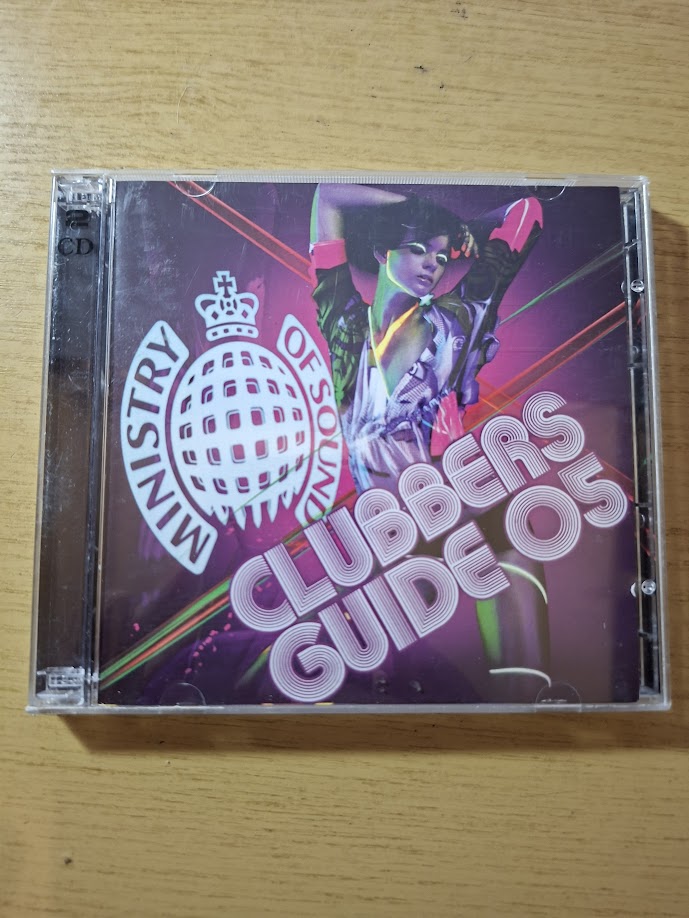 2
CD
MINISTRY
OF SOUND
CLUBBERS
GUIDE 05